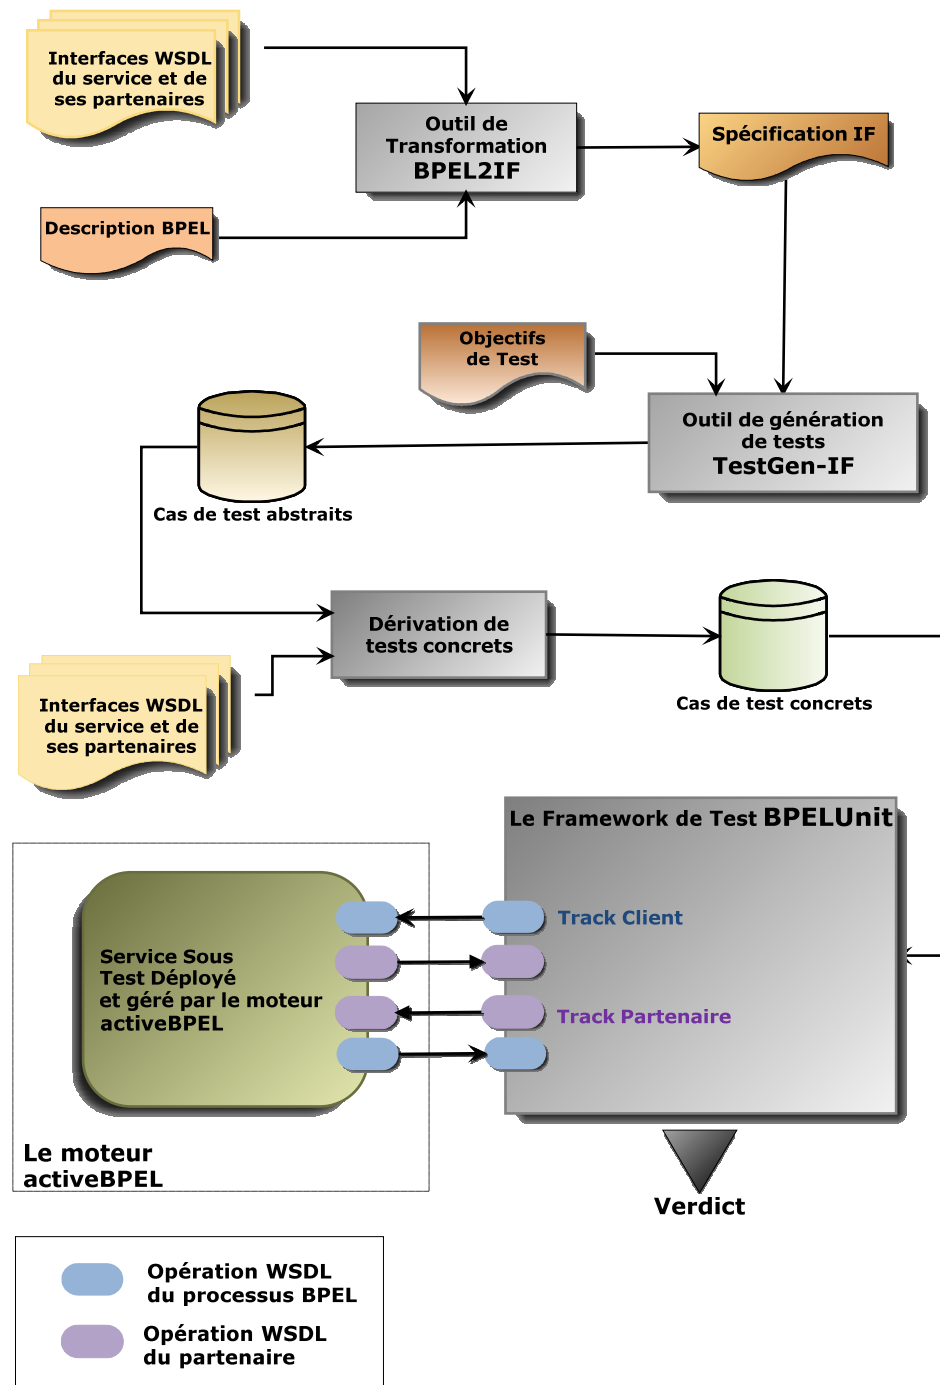 Interfaces WSDL
du service et de
ses partenaires
Outil de
Transformation
BPEL2IF
Spécification IF
Description BPEL
Objectifs
de Test
Outil de génération
de tests
TestGen-IF
Cas de test abstraits
Dérivation de
tests concrets
Cas de test concrets
Interfaces WSDL
du service et de
ses partenaires
Le Framework de Test BPELUnit
Track Client
Service Sous
Test Déployé
et géré par le moteur
activeBPEL
Track Partenaire
Le moteur
activeBPEL
Verdict
Opération WSDL
du processus BPEL
Opération WSDL
du partenaire